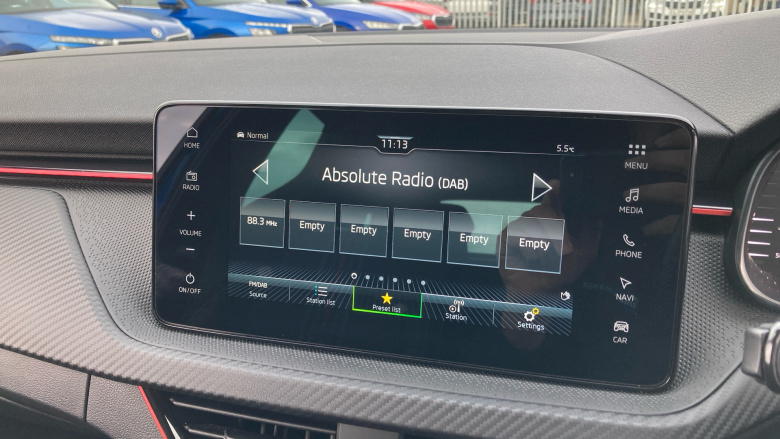 HOME
RADIO
VOLUME
ON/OFF
Normal
11:13
5.5°C
Absolute Radio (DAB)
88.3 MHz
Empty
Empty
Empty
Empty
Empty
FM/DAB
Source
Station list
Preset list
Station
Settings
MENU
MEDIA
PHONE
NAVI
CAR